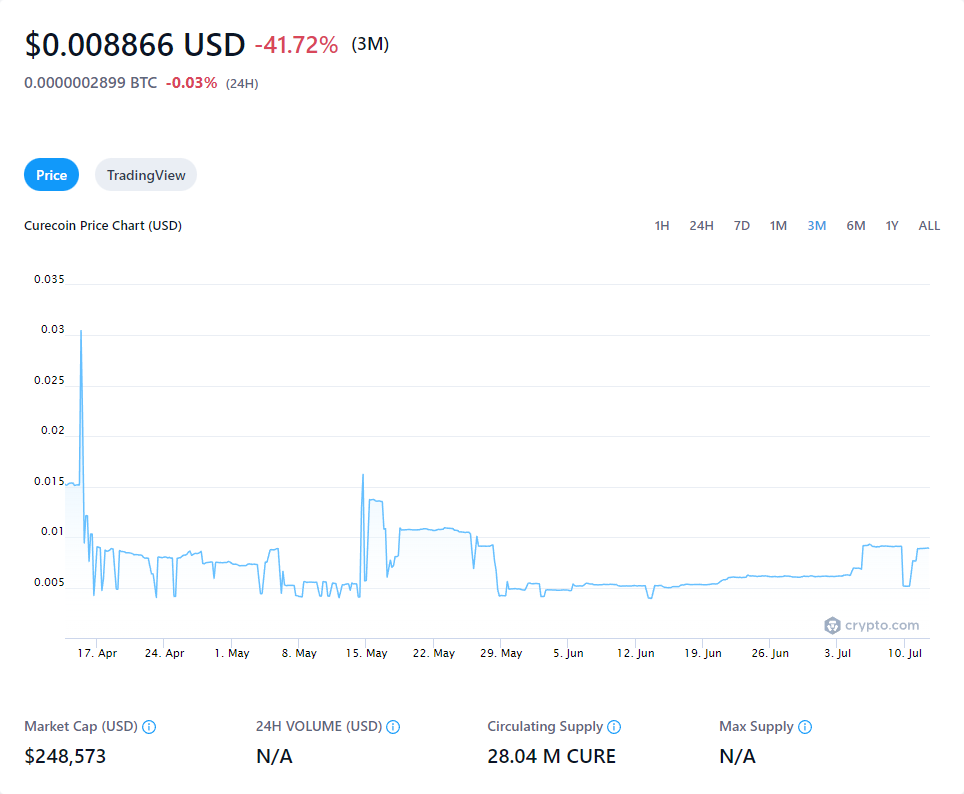 $0.008866 USD -41.72% (3M)
0.0000002899 BTC -0.03% (24H)
Price TradingView
Curecoin Price Chart (USD) 1H 24H 7D 1M 3M 6M 1Y ALL
0.035
0.03
0.025
0.02
0.015
0.01
0.005
crypto.com
17. Apr 24. Apr 1. May 8. May 15. May 22. May 29. May 5. Jun 12. Jun 19. Jun 26. Jun 3. Jul 10. Jul
Market Cap (USD) 24H VOLUME (USD) Circulating Supply Max Supply
$248,573 N/A 28.04 M CURE N/A